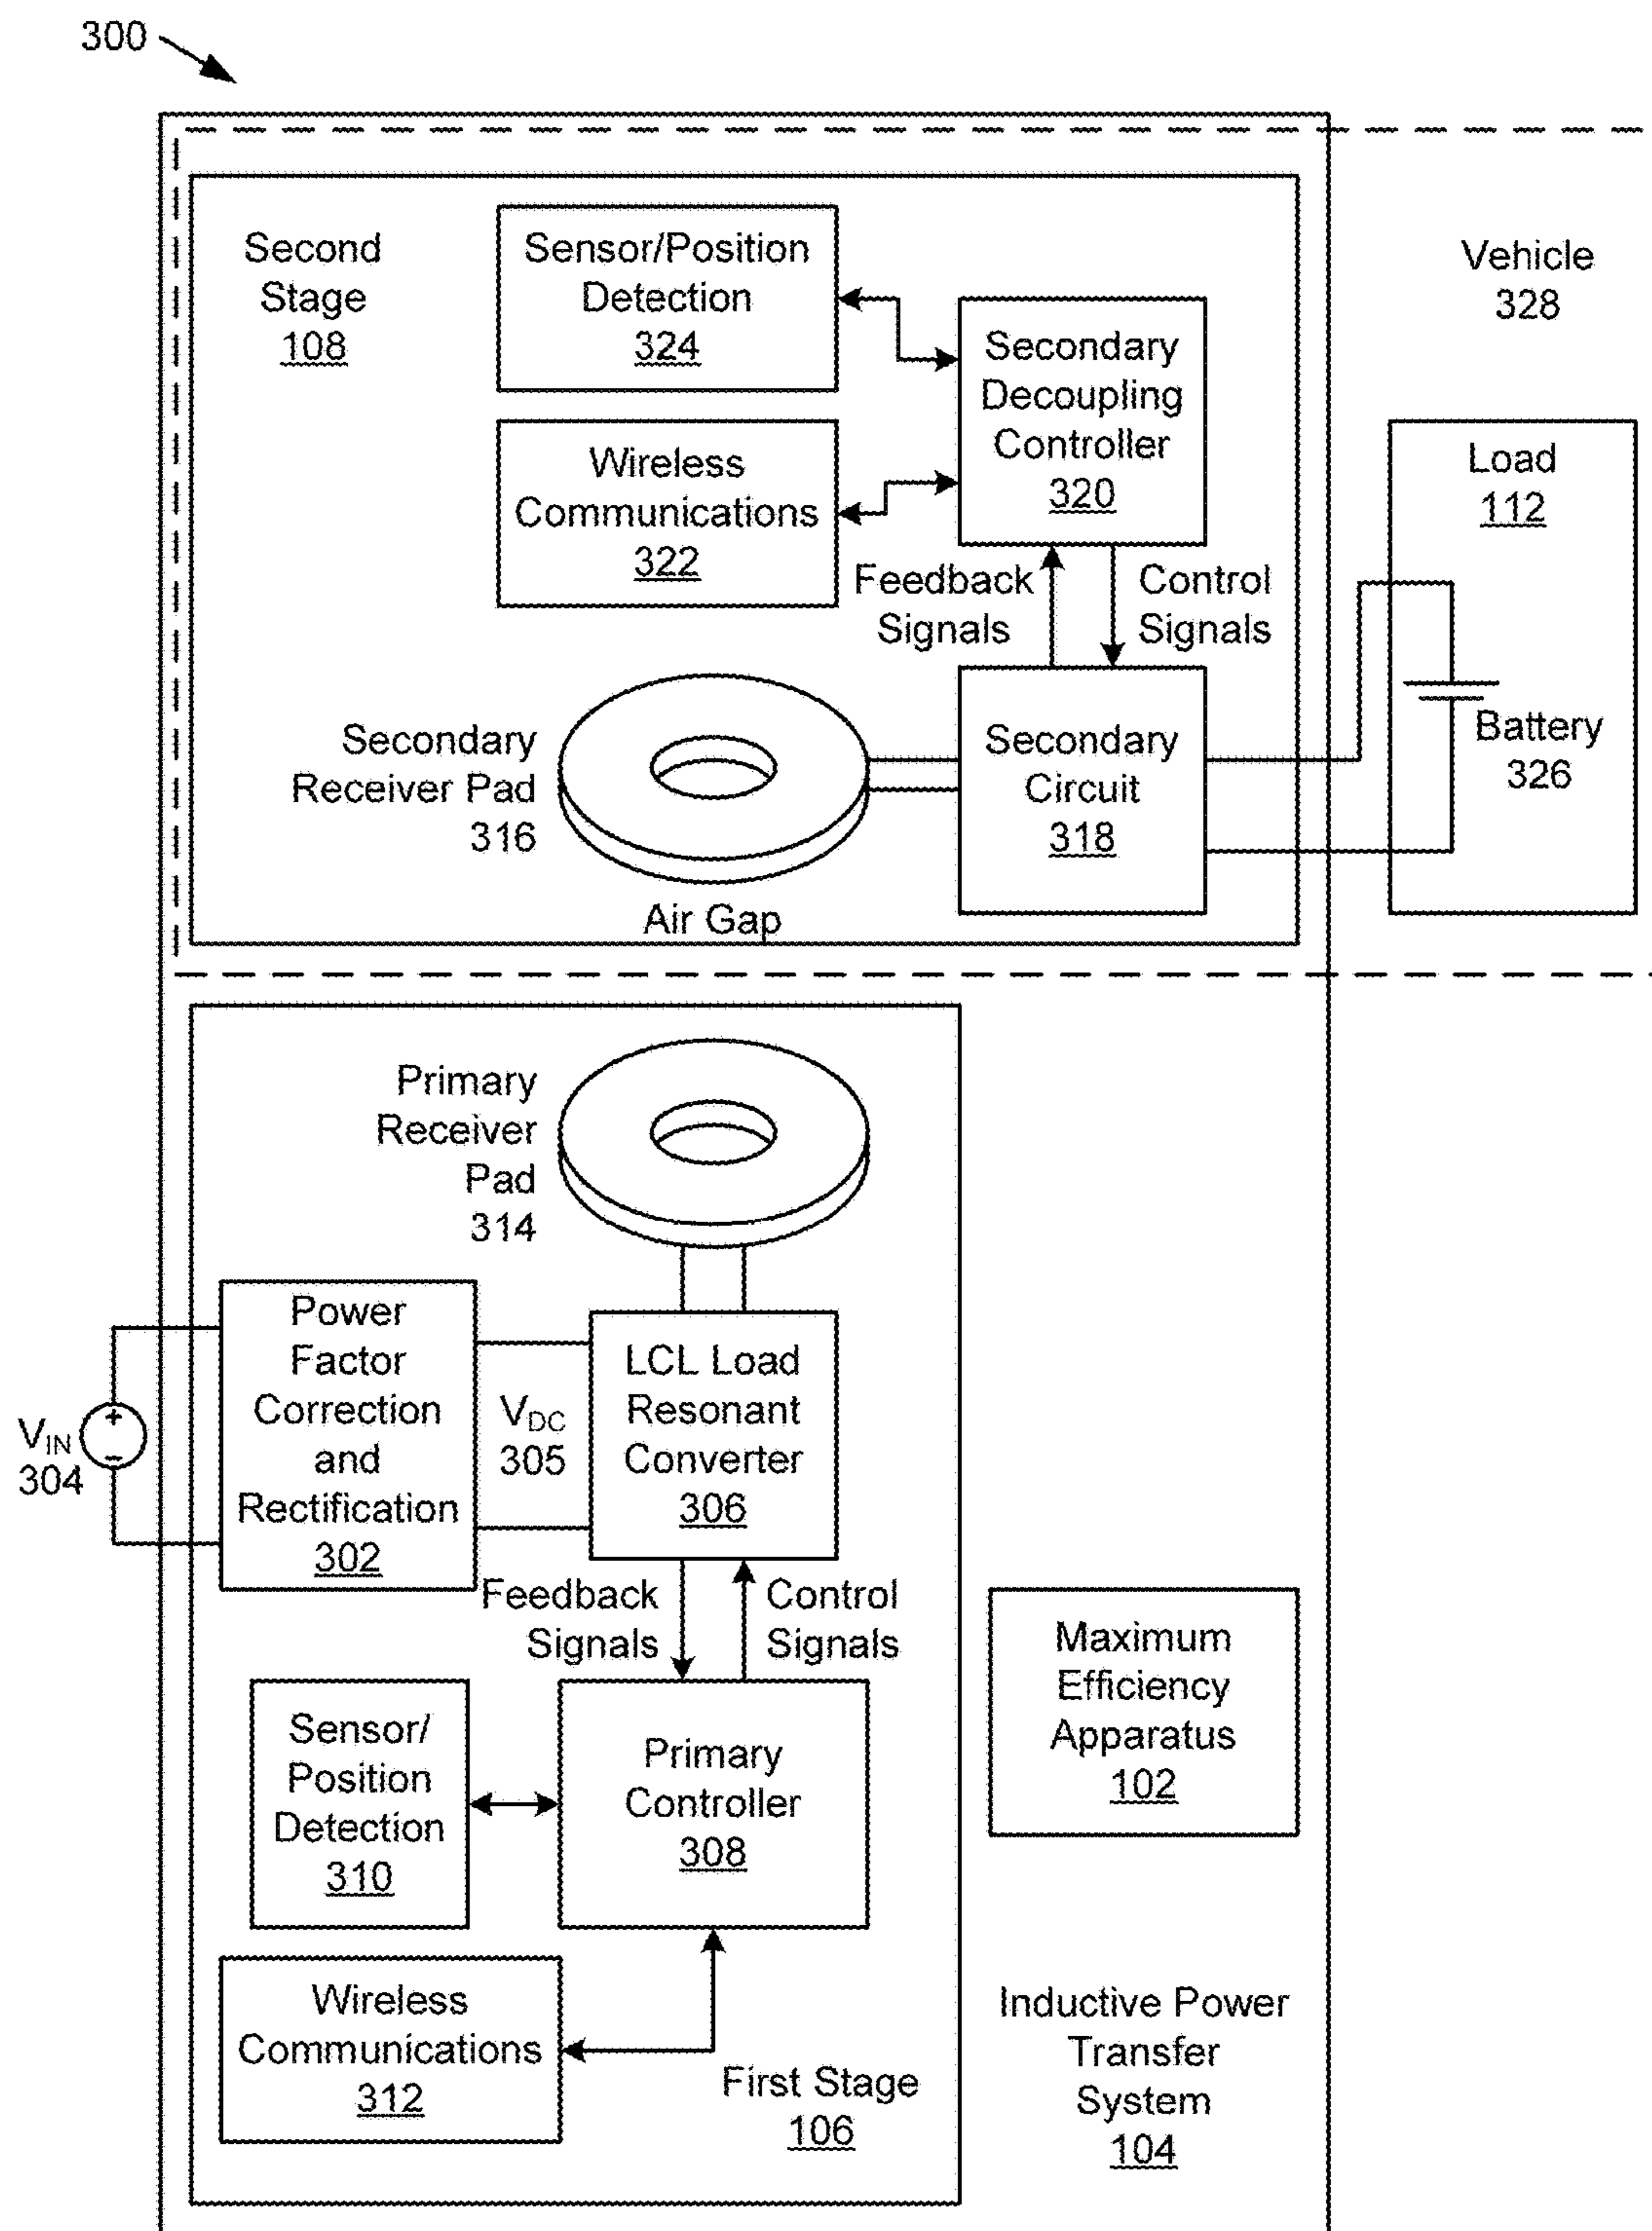 300
Second
Stage
108
Sensor/Position
Detection
324
Wireless
Communications
322
Secondary
Decoupling
Controller
320
Vehicle
328
Load
112
Feedback
Signals
Control
Signals
Secondary
Receiver Pad
316
Secondary
Circuit
318
Battery
326
Air Gap
Primary
Receiver
Pad
314
Power
Factor
Correction
and
Rectification
302
VIN
304
VDC
305
LCL Load
Resonant
Converter
306
Feedback
Signals
Control
Signals
Sensor/
Position
Detection
310
Primary
Controller
308
Maximum
Efficiency
Apparatus
102
Wireless
Communications
312
First Stage
106
Inductive Power
Transfer
System
104
+
−